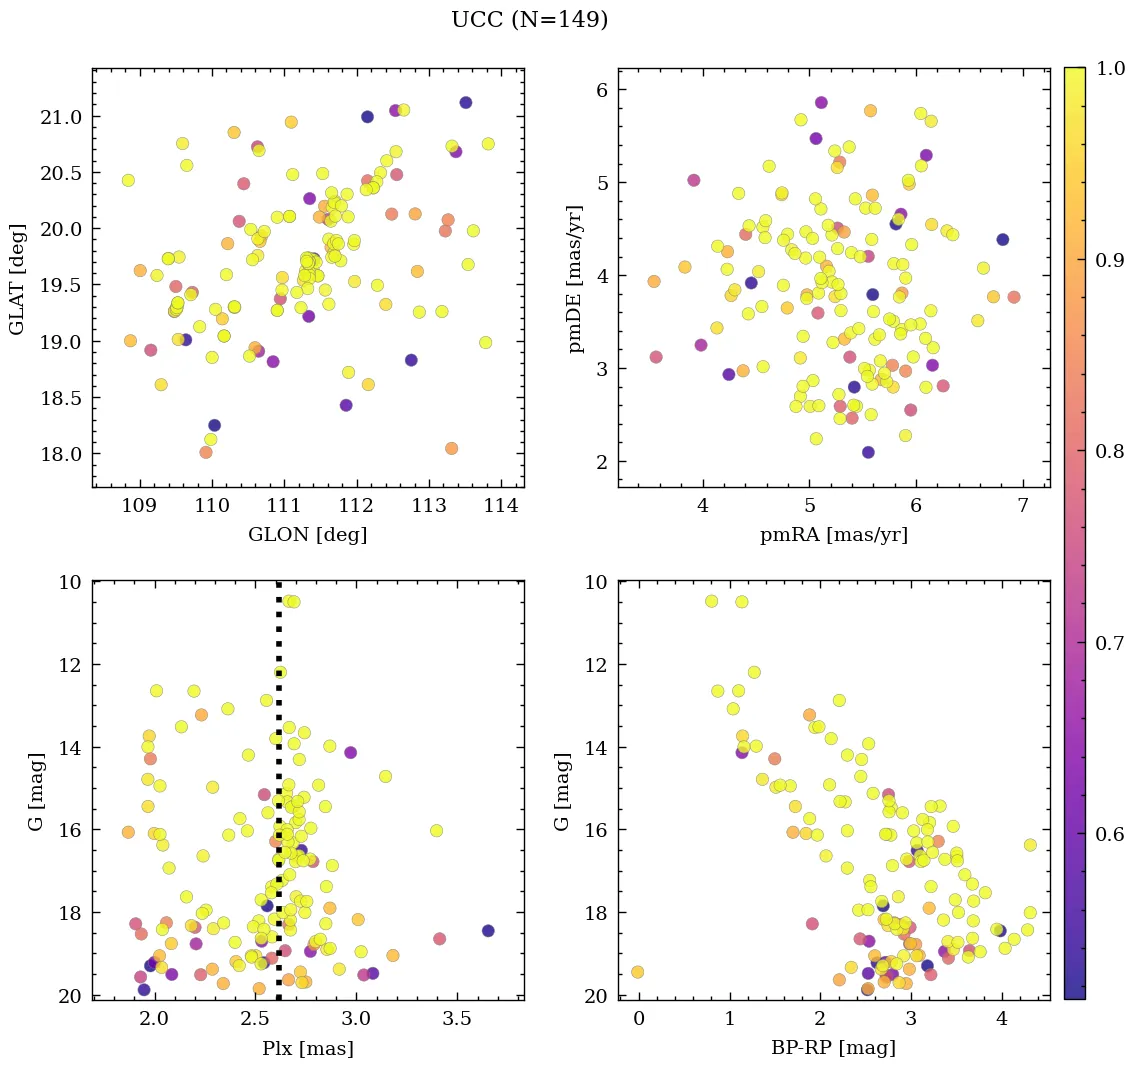 UCC (N=149)
21.0
20.5
20.0
19.5
19.0
18.5
18.0
GLAT [deg]
109 110 111 112 113 114
GLON [deg]
6
5
4
3
2
pmDE [mas/yr]
4 5 6 7
pmRA [mas/yr]
1.0
0.9
0.8
0.7
0.6
10
12
14
16
18
20
G [mag]
2.0 2.5 3.0 3.5
Plx [mas]
10
12
14
16
18
20
G [mag]
0 1 2 3 4
BP-RP [mag]